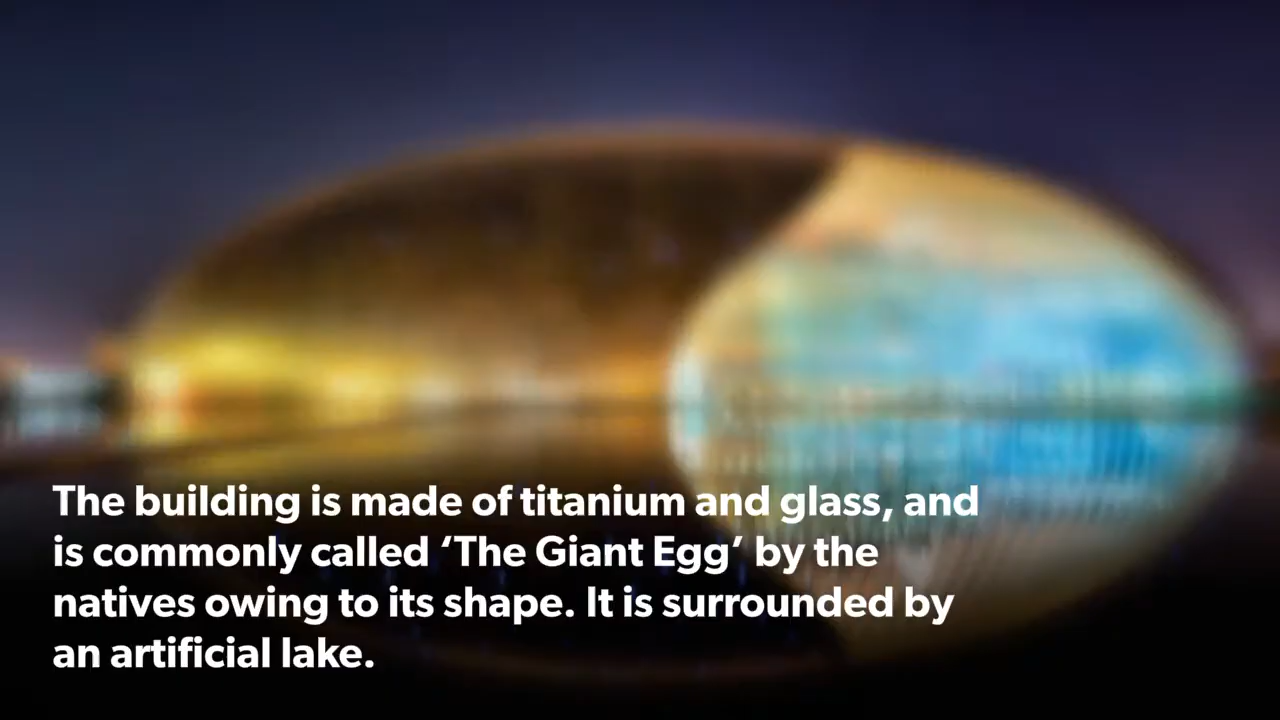 The building is made of titanium and glass, and
is commonly called ‘The Giant Egg’ by the
natives owing to its shape. It is surrounded by
an artificial lake.